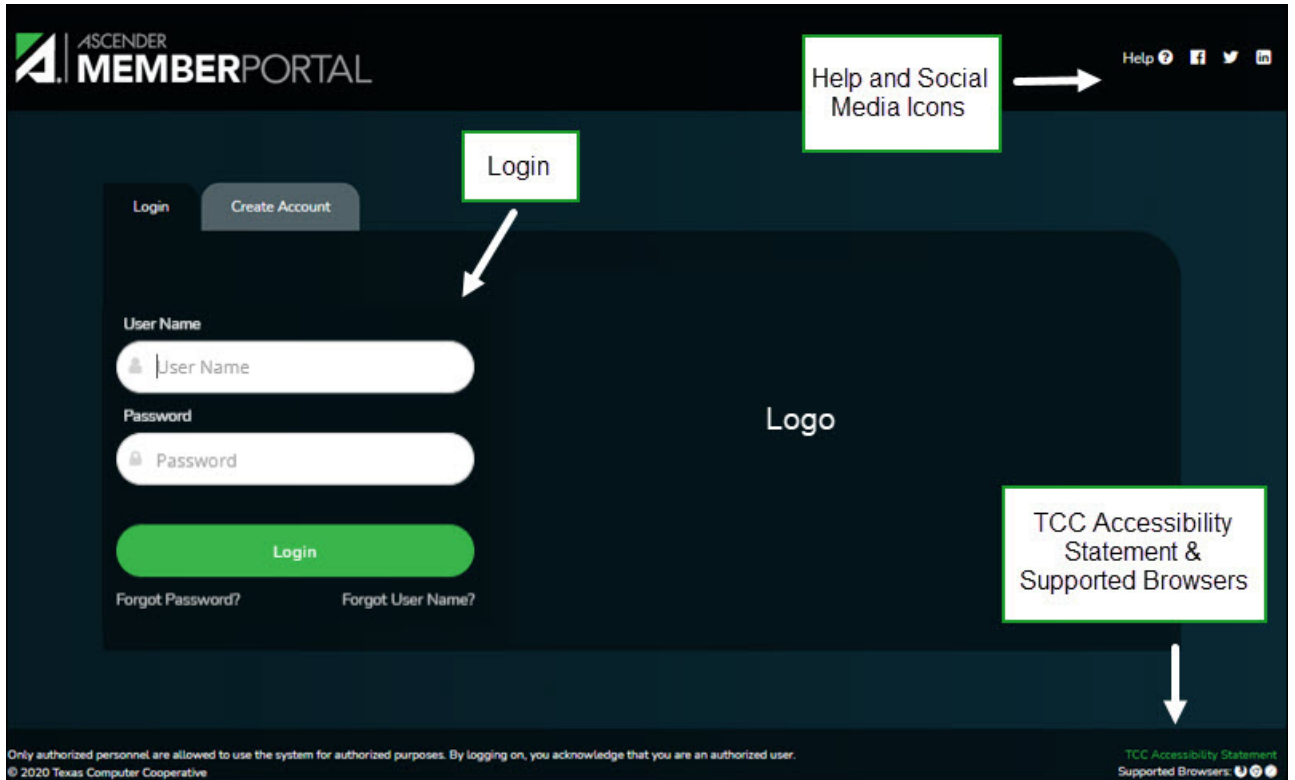 ASCENDER
MEMBERPORTAL
Help and Social
Media Icons
Help
Login
Login
Create Account
User Name
User Name
Password
Password
Logo
Login
Forgot Password?
Forgot User Name?
TCC Accessibility
Statement &
Supported Browsers
Only authorized personnel are allowed to use the system for authorized purposes. By logging on, you acknowledge that you are an authorized user.
© 2020 Texas Computer Cooperative
TCC Accessibility Statement
Supported Browsers: